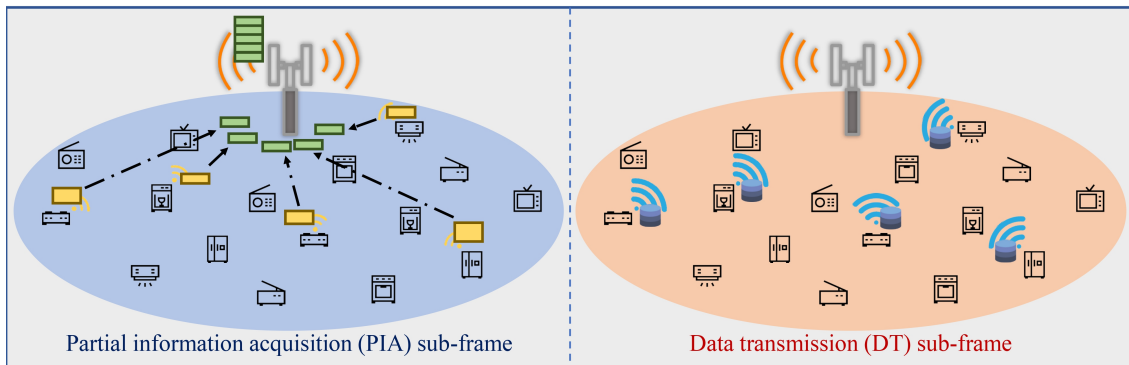 Partial information acquisition (PIA) sub-frame
Data transmission (DT) sub-frame